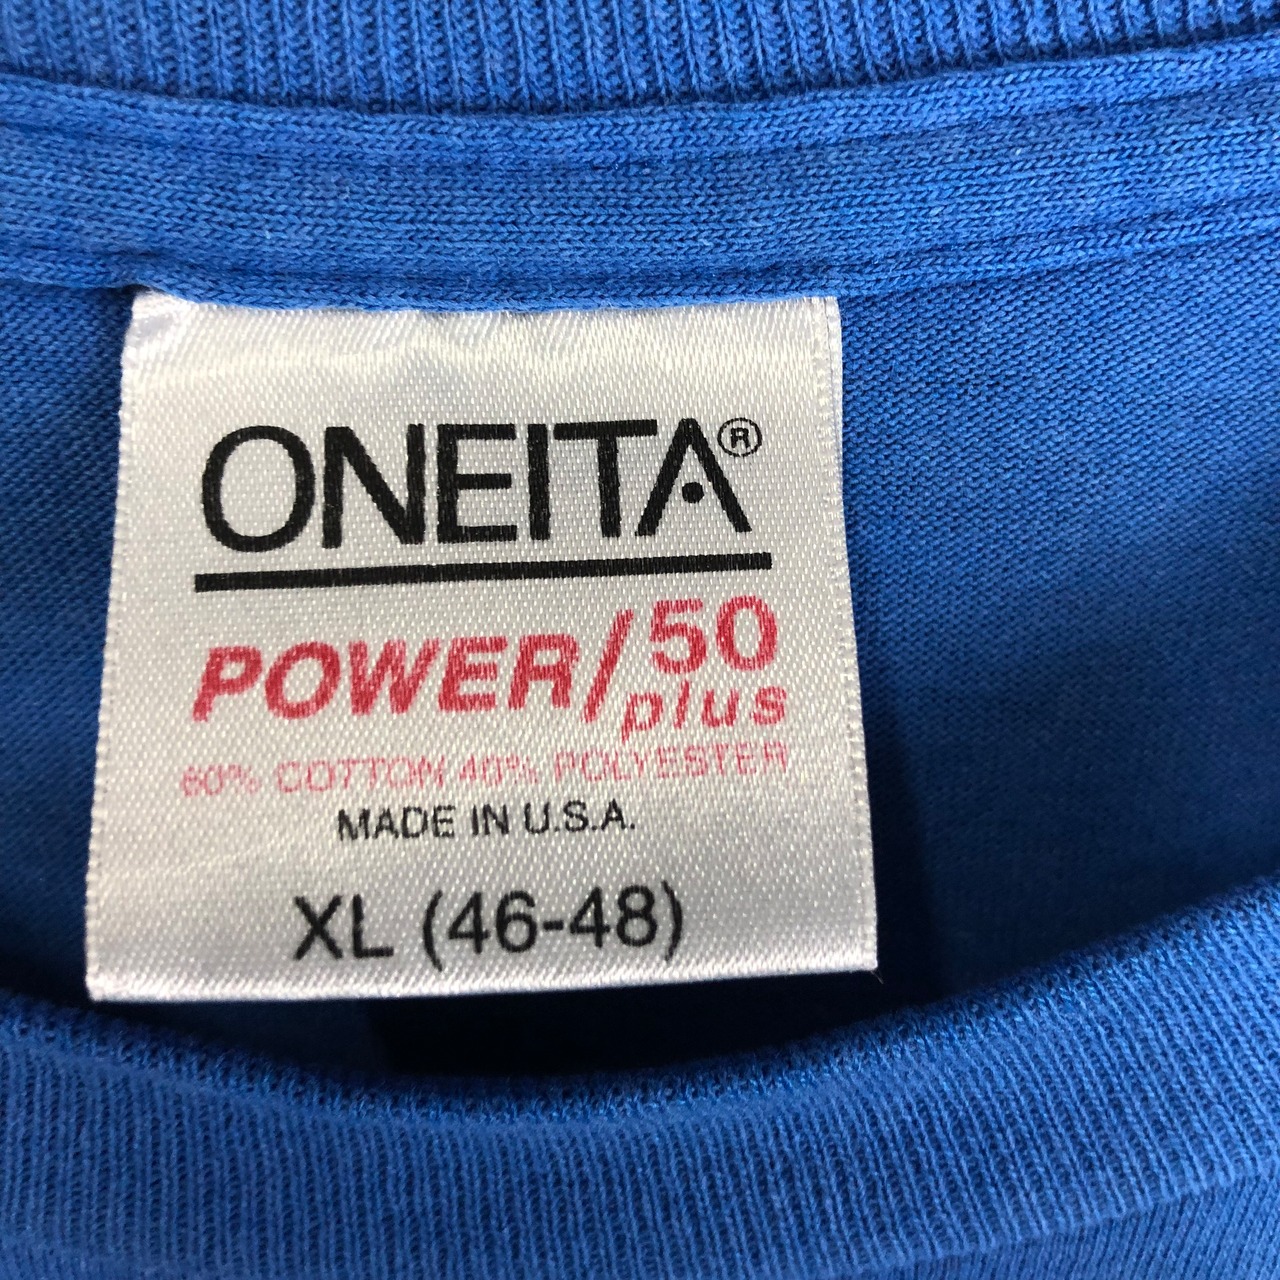 ONEITA®
POWER/50 plus
60% COTTON 40% POLYESTER
MADE IN U.S.A.
XL (46-48)